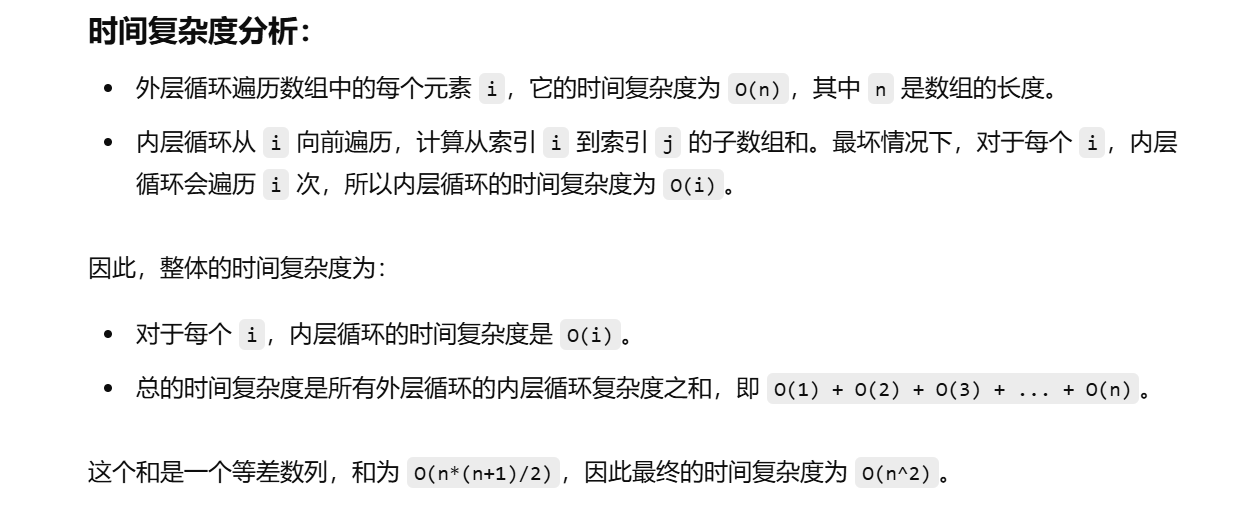 时间复杂度分析：
• 外层循环遍历数组中的每个元素 i，它的时间复杂度为 O(n)，其中 n 是数组的长度。
• 内层循环从 i 向前遍历，计算从索引 i 到索引 j 的子数组和。最坏情况下，对于每个 i，内层
循环会遍历 i 次，所以内层循环的时间复杂度为 O(i)。
因此，整体的时间复杂度为：
• 对于每个 i，内层循环的时间复杂度是 O(i)。
• 总的时间复杂度是所有外层循环的内层循环复杂度之和，即 O(1) + O(2) + O(3) + ... + O(n)。
这个和是一个等差数列，和为 O(n*(n+1)/2)，因此最终的时间复杂度为 O(n^2)。